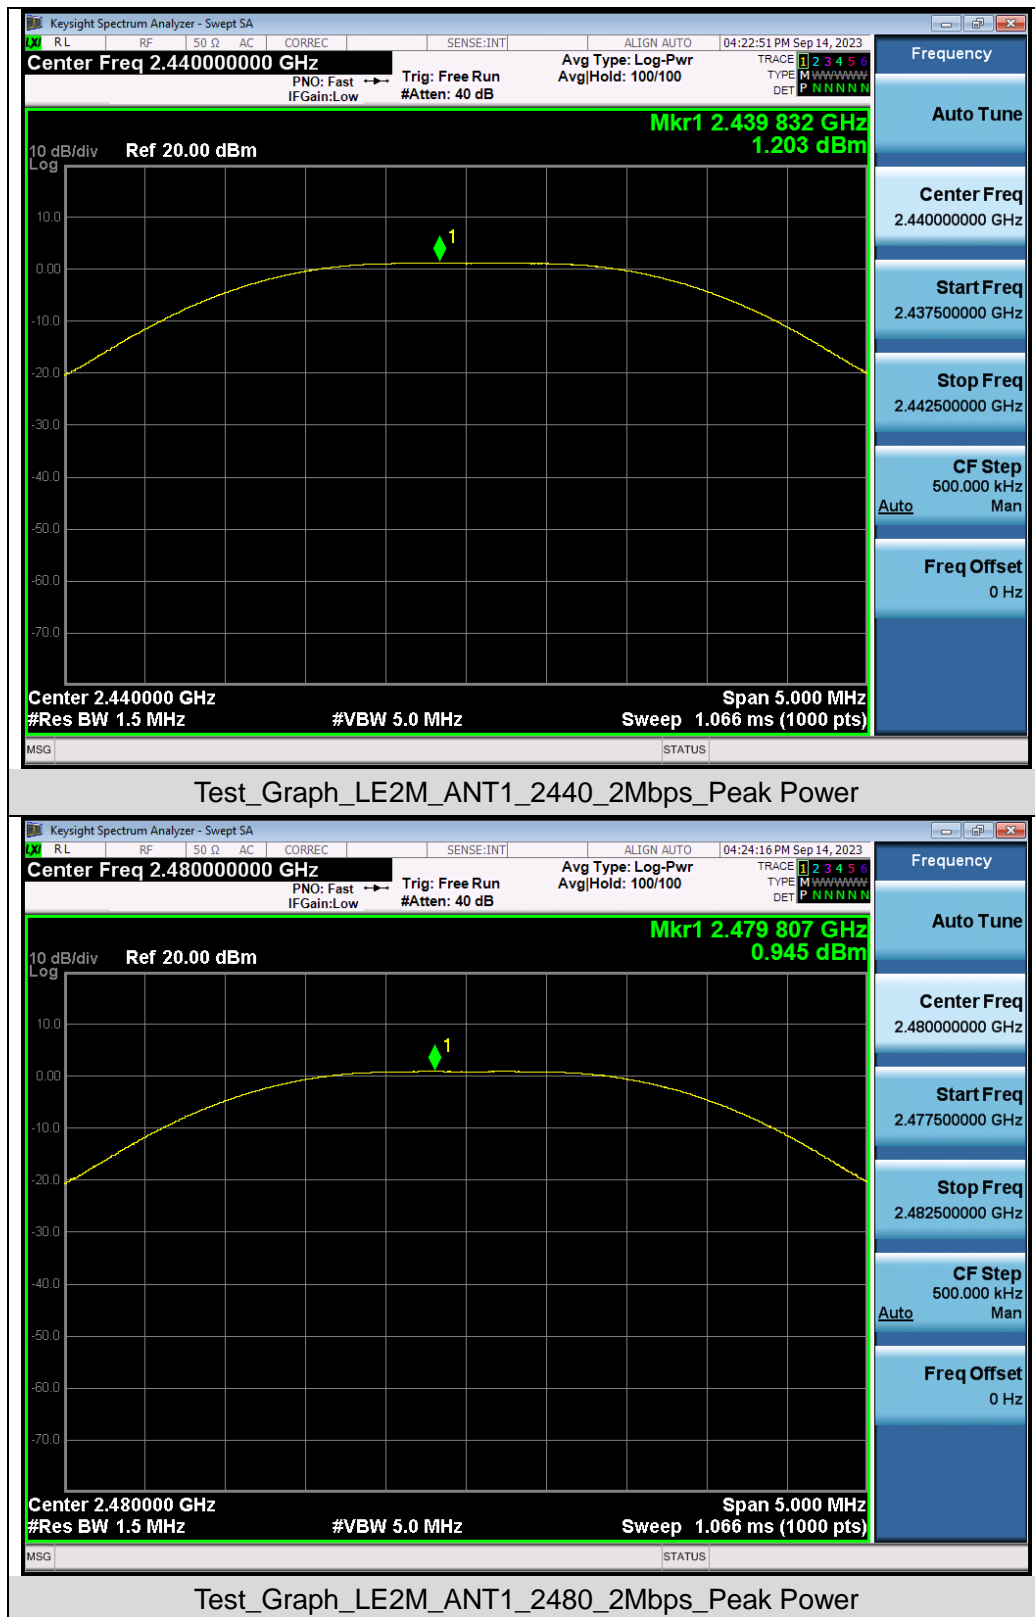 Keysight Spectrum Analyzer - Swept SA
LXI RL RF 50 Ω AC CORREC SENSE:INT ALIGN AUTO 04:22:51 PM Sep 14, 2023
Center Freq 2.440000000 GHz
PNO: Fast
IFGain:Low
Trig: Free Run
#Atten: 40 dB
Avg Type: Log-Pwr
Avg|Hold: 100/100
TRACE 1 2 3 4 5 6
TYPE M WWWWW
DET P N N N N N
Mkr1 2.439 832 GHz
1.203 dBm
10 dB/div Ref 20.00 dBm
Log
10.0
0.00
-10.0
-20.0
-30.0
-40.0
-50.0
-60.0
-70.0
1
Center 2.440000 GHz Span 5.000 MHz
#Res BW 1.5 MHz #VBW 5.0 MHz Sweep 1.066 ms (1000 pts)
MSG STATUS
Frequency
Auto Tune
Center Freq
2.440000000 GHz
Start Freq
2.437500000 GHz
Stop Freq
2.442500000 GHz
CF Step
500.000 kHz
Auto Man
Freq Offset
0 Hz
Test_Graph_LE2M_ANT1_2440_2Mbps_Peak Power
Keysight Spectrum Analyzer - Swept SA
LXI RL RF 50 Ω AC CORREC SENSE:INT ALIGN AUTO 04:24:16 PM Sep 14, 2023
Center Freq 2.480000000 GHz
PNO: Fast
IFGain:Low
Trig: Free Run
#Atten: 40 dB
Avg Type: Log-Pwr
Avg|Hold: 100/100
TRACE 1 2 3 4 5 6
TYPE M WWWWW
DET P N N N N N
Mkr1 2.479 807 GHz
0.945 dBm
10 dB/div Ref 20.00 dBm
Log
10.0
0.00
-10.0
-20.0
-30.0
-40.0
-50.0
-60.0
-70.0
1
Center 2.480000 GHz Span 5.000 MHz
#Res BW 1.5 MHz #VBW 5.0 MHz Sweep 1.066 ms (1000 pts)
MSG STATUS
Frequency
Auto Tune
Center Freq
2.480000000 GHz
Start Freq
2.477500000 GHz
Stop Freq
2.482500000 GHz
CF Step
500.000 kHz
Auto Man
Freq Offset
0 Hz
Test_Graph_LE2M_ANT1_2480_2Mbps_Peak Power